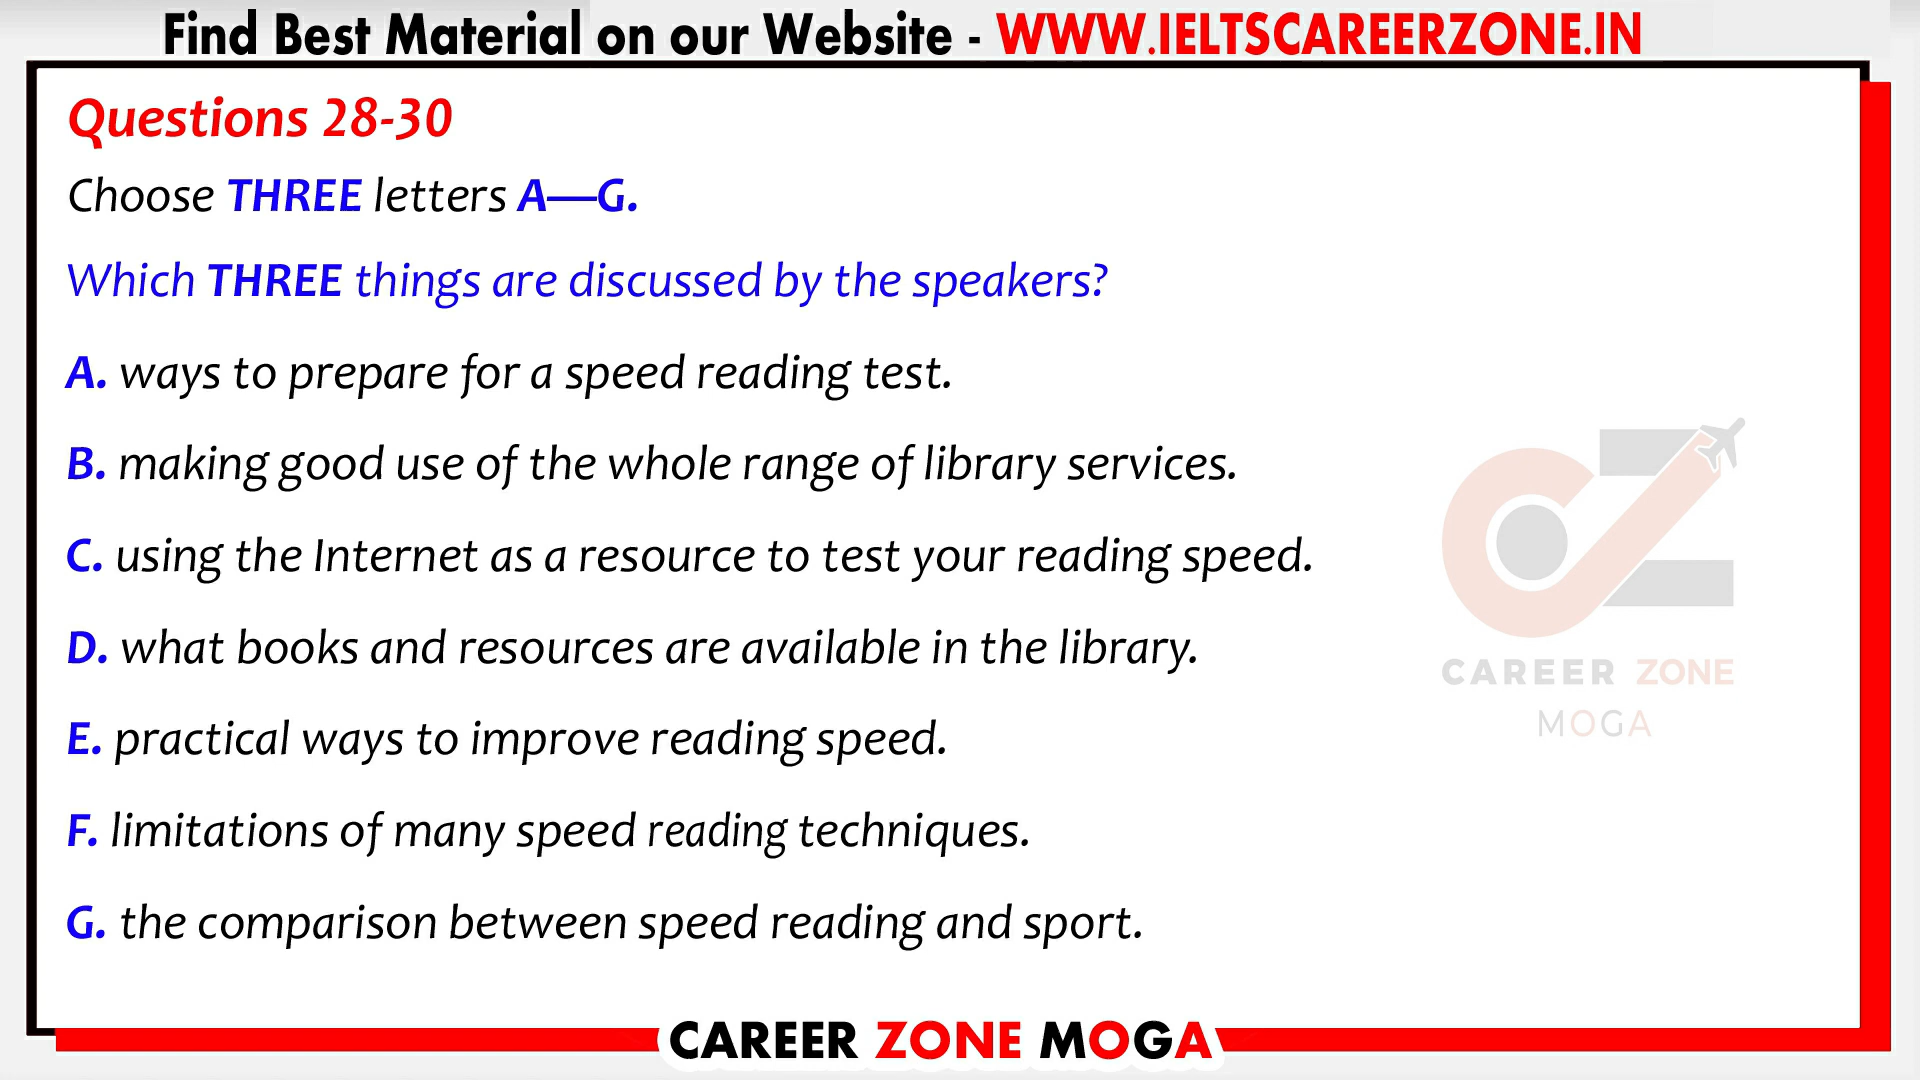 Find Best Material on our Website - WWW.IELTSCAREERZONE.IN
Questions 28-30
Choose THREE letters A—G.
Which THREE things are discussed by the speakers?
A. ways to prepare for a speed reading test.
B. making good use of the whole range of library services.
C. using the Internet as a resource to test your reading speed.
D. what books and resources are available in the library.
E. practical ways to improve reading speed.
F. limitations of many speed reading techniques.
G. the comparison between speed reading and sport.
CZ
CAREER ZONE
MOGA
CAREER ZONE MOGA